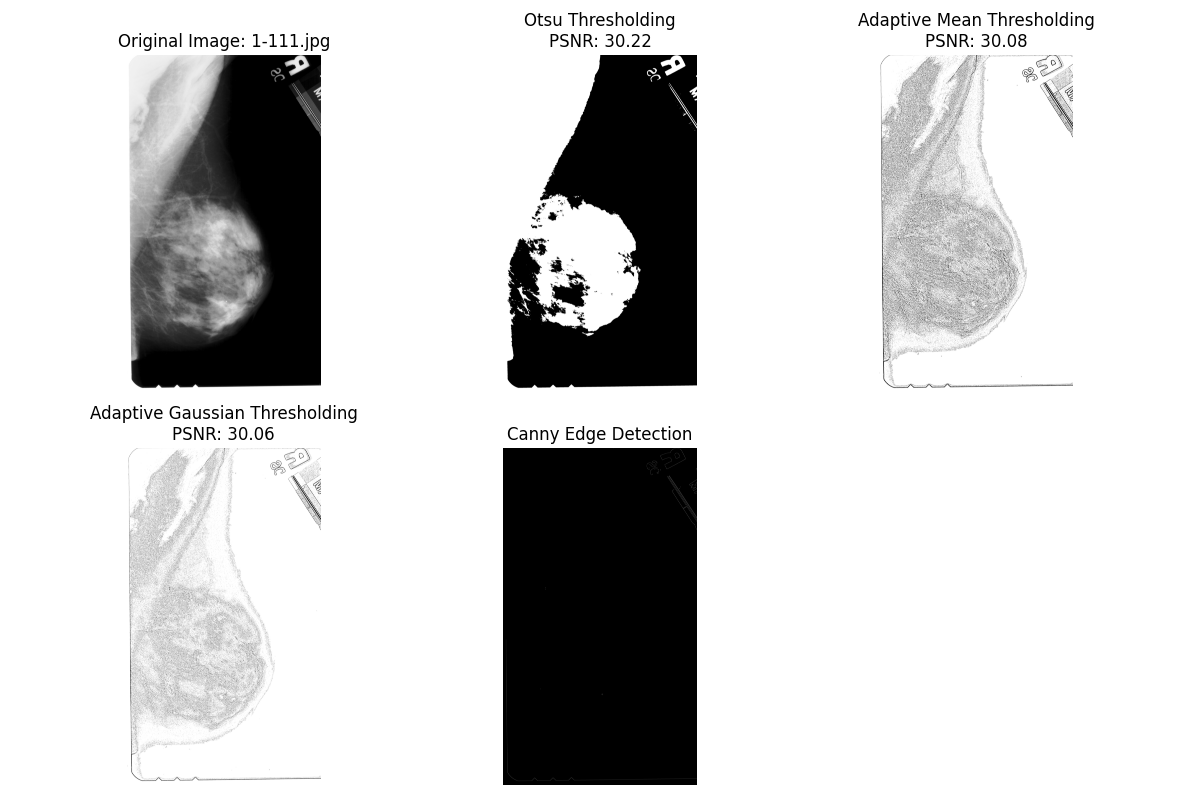 Original Image: 1-111.jpg
Otsu Thresholding
PSNR: 30.22
Adaptive Mean Thresholding
PSNR: 30.08
Adaptive Gaussian Thresholding
PSNR: 30.06
Canny Edge Detection